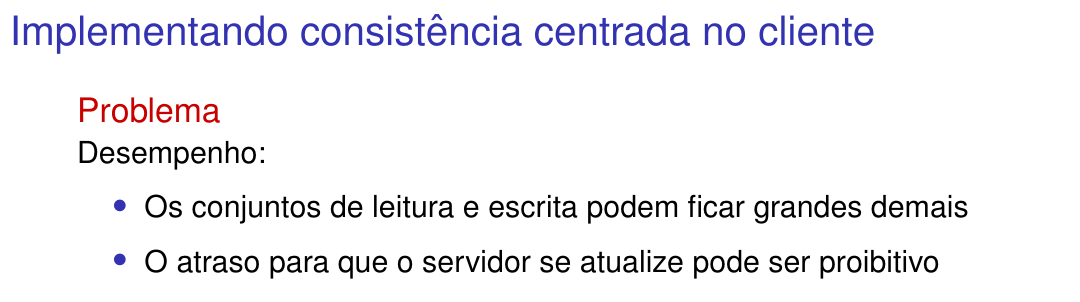 Implementando consistência centrada no cliente
Problema
Desempenho:
• Os conjuntos de leitura e escrita podem ficar grandes demais
• O atraso para que o servidor se atualize pode ser proibitivo